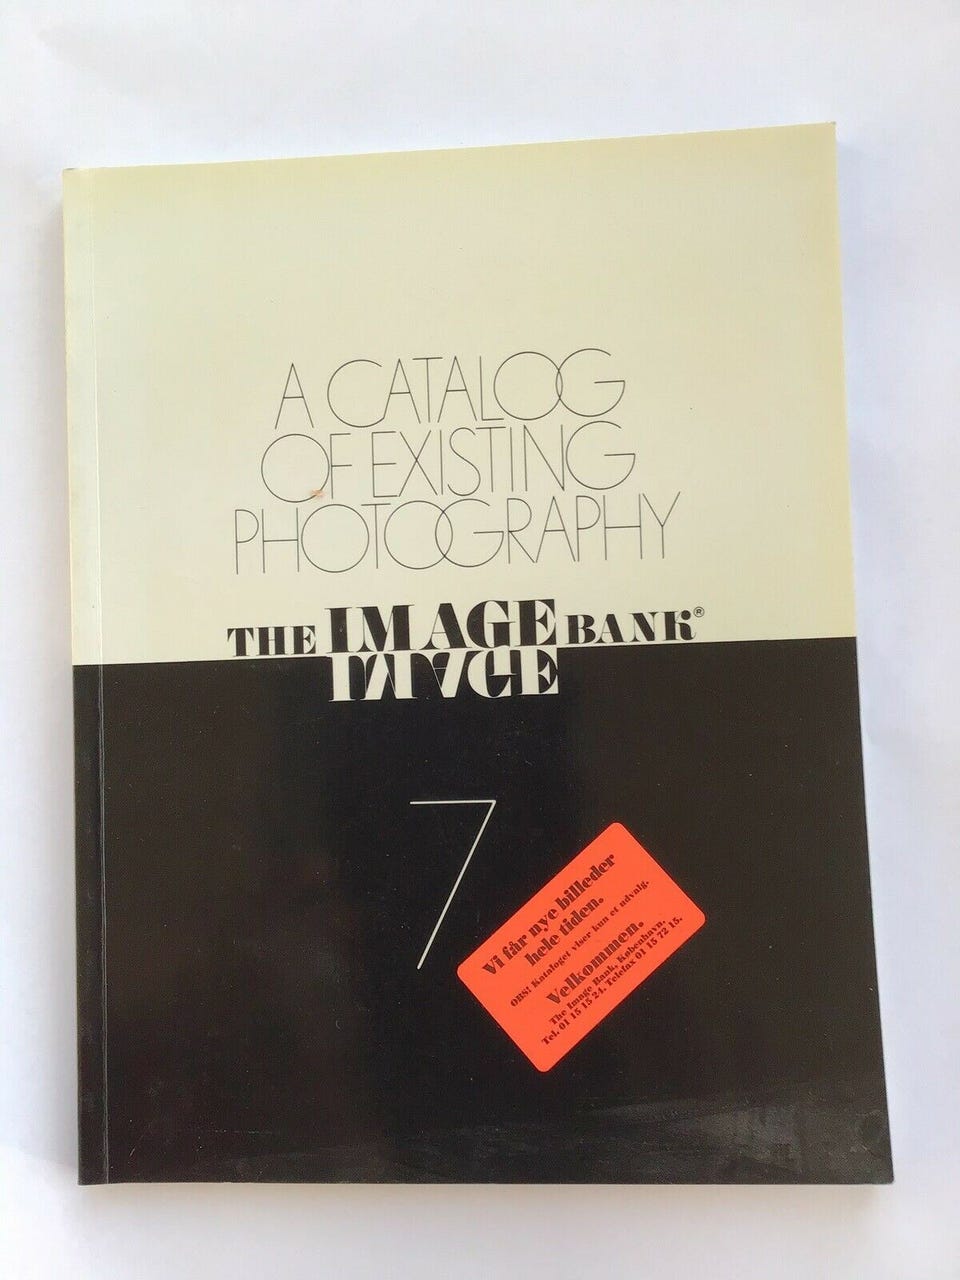 A CATALOG
OF EXISTING
PHOTOGRAPHY
THE IMAGE BANK®
IMAGE
7
Vi får nye billeder
hele tiden.
OBS! Kataloget viser kun et udvalg.
Velkommen.
The Image Bank, København.
Tel. 01 15 15 24. Telefax 01 15 72 15.